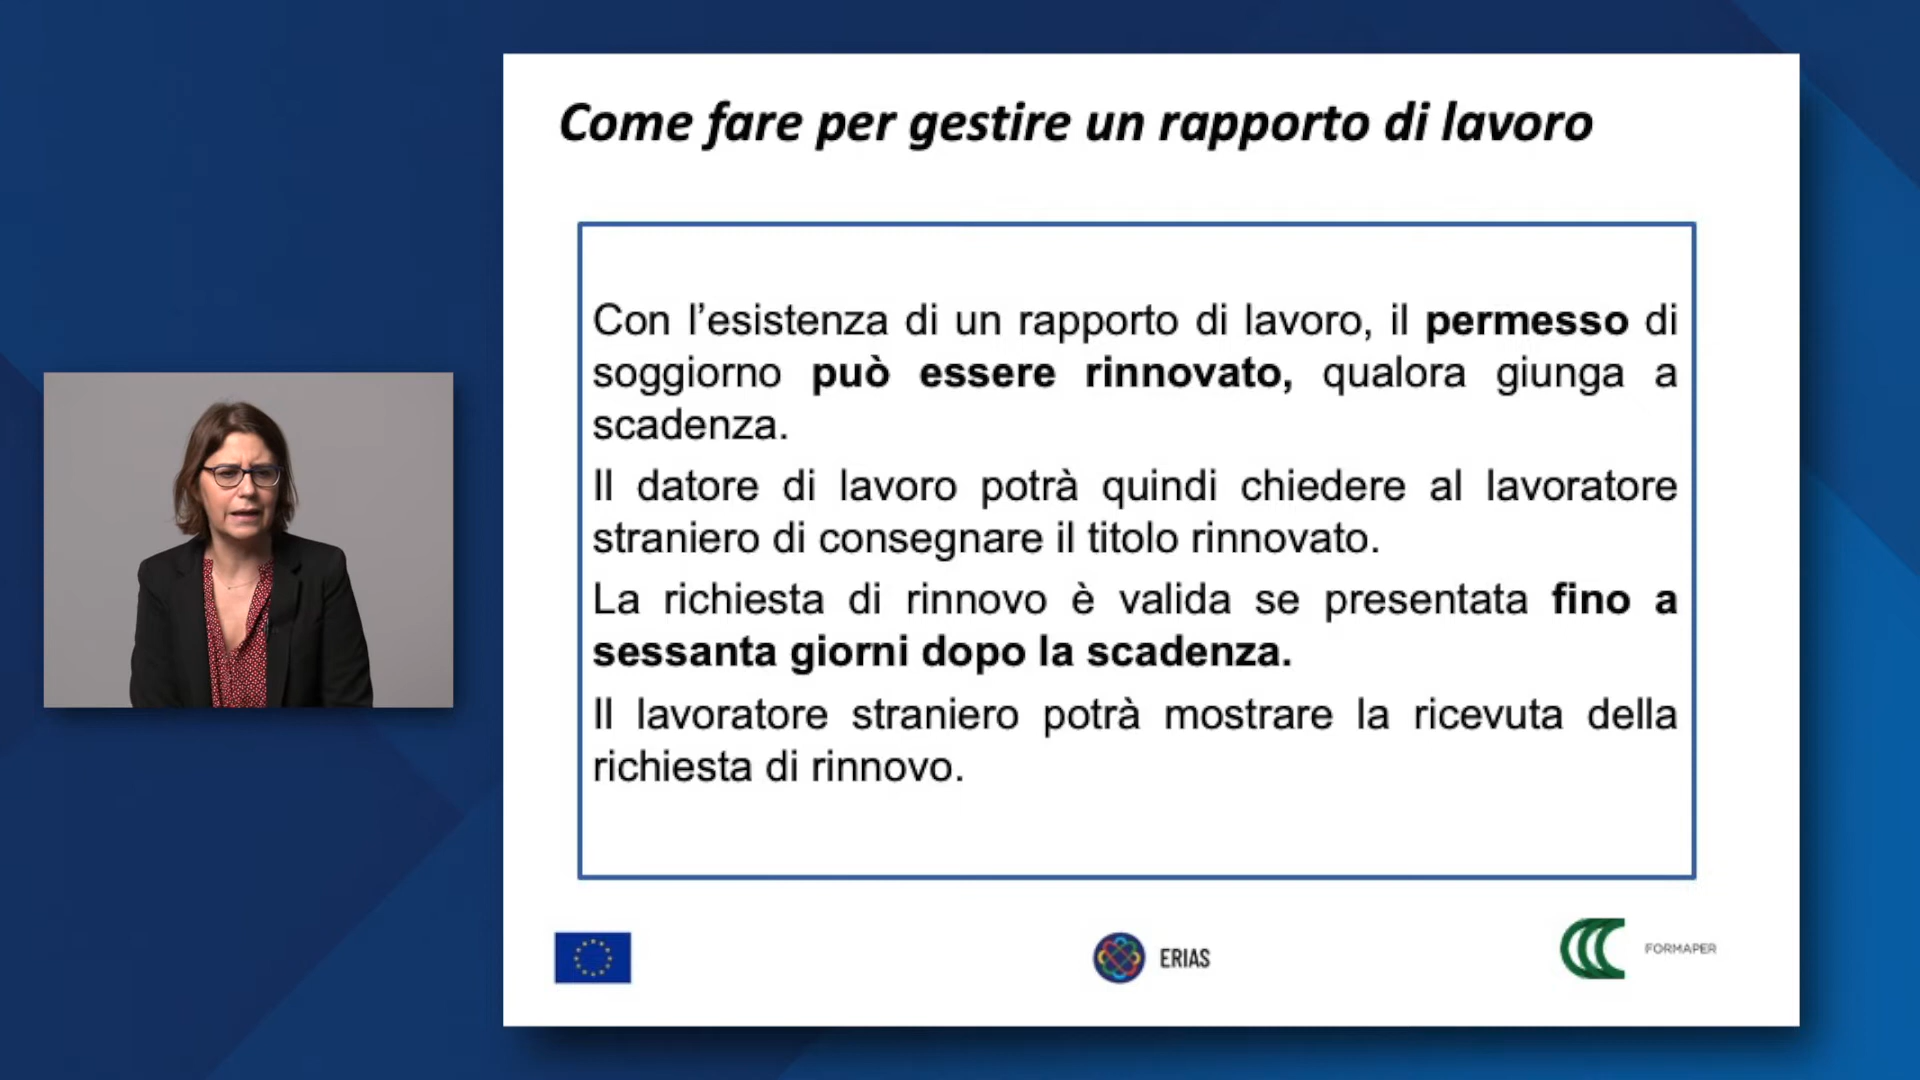 Come fare per gestire un rapporto di lavoro
Con l’esistenza di un rapporto di lavoro, il permesso di
soggiorno può essere rinnovato, qualora giunga a
scadenza.
Il datore di lavoro potrà quindi chiedere al lavoratore
straniero di consegnare il titolo rinnovato.
La richiesta di rinnovo è valida se presentata fino a
sessanta giorni dopo la scadenza.
Il lavoratore straniero potrà mostrare la ricevuta della
richiesta di rinnovo.
ERIAS
FORMAPER